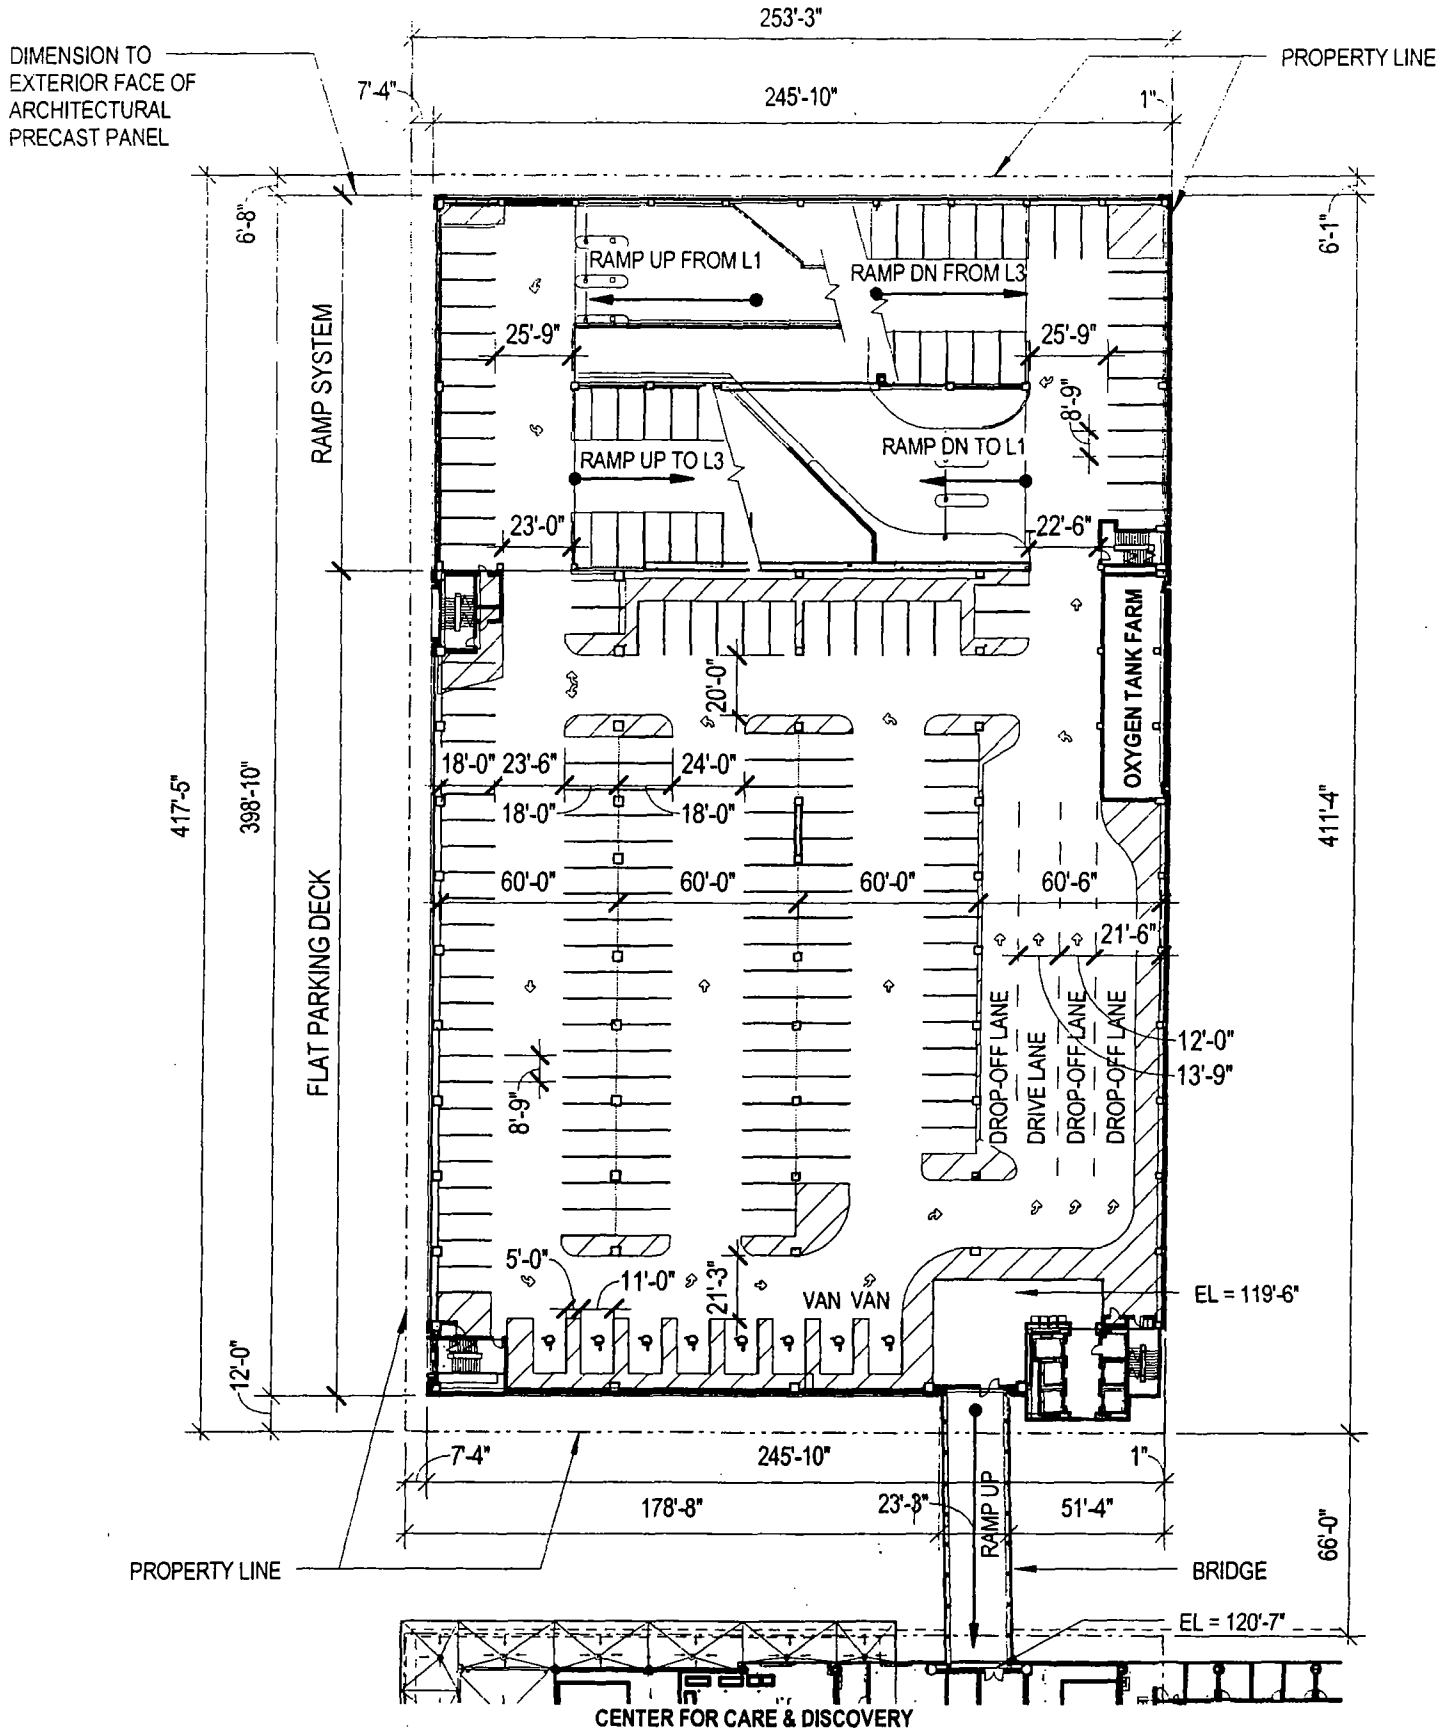 253'-3"
DIMENSION TO
EXTERIOR FACE OF
ARCHITECTURAL
PRECAST PANEL
PROPERTY LINE
7'-4"
245'-10"
1"
6'-8"
6'-1"
RAMP UP FROM L1
RAMP DN FROM L3
25'-9"
25'-9"
RAMP SYSTEM
8'-9"
RAMP UP TO L3
RAMP DN TO L1
23'-0"
22'-6"
OXYGEN TANK FARM
20'-0"
18'-0"
23'-6"
24'-0"
18'-0"
18'-0"
417'-5"
398'-10"
411'-4"
60'-0"
60'-0"
60'-0"
60'-6"
FLAT PARKING DECK
21'-6"
DROP-OFF LANE
DRIVE LANE
DROP-OFF LANE
DROP-OFF LANE
12'-0"
13'-9"
8'-9"
5'-0"
11'-0"
21'-3"
VAN VAN
EL = 119'-6"
12'-0"
7'-4"
245'-10"
1"
178'-8"
23'-3"
RAMP UP
51'-4"
66'-0"
PROPERTY LINE
BRIDGE
EL = 120'-7"
CENTER FOR CARE & DISCOVERY